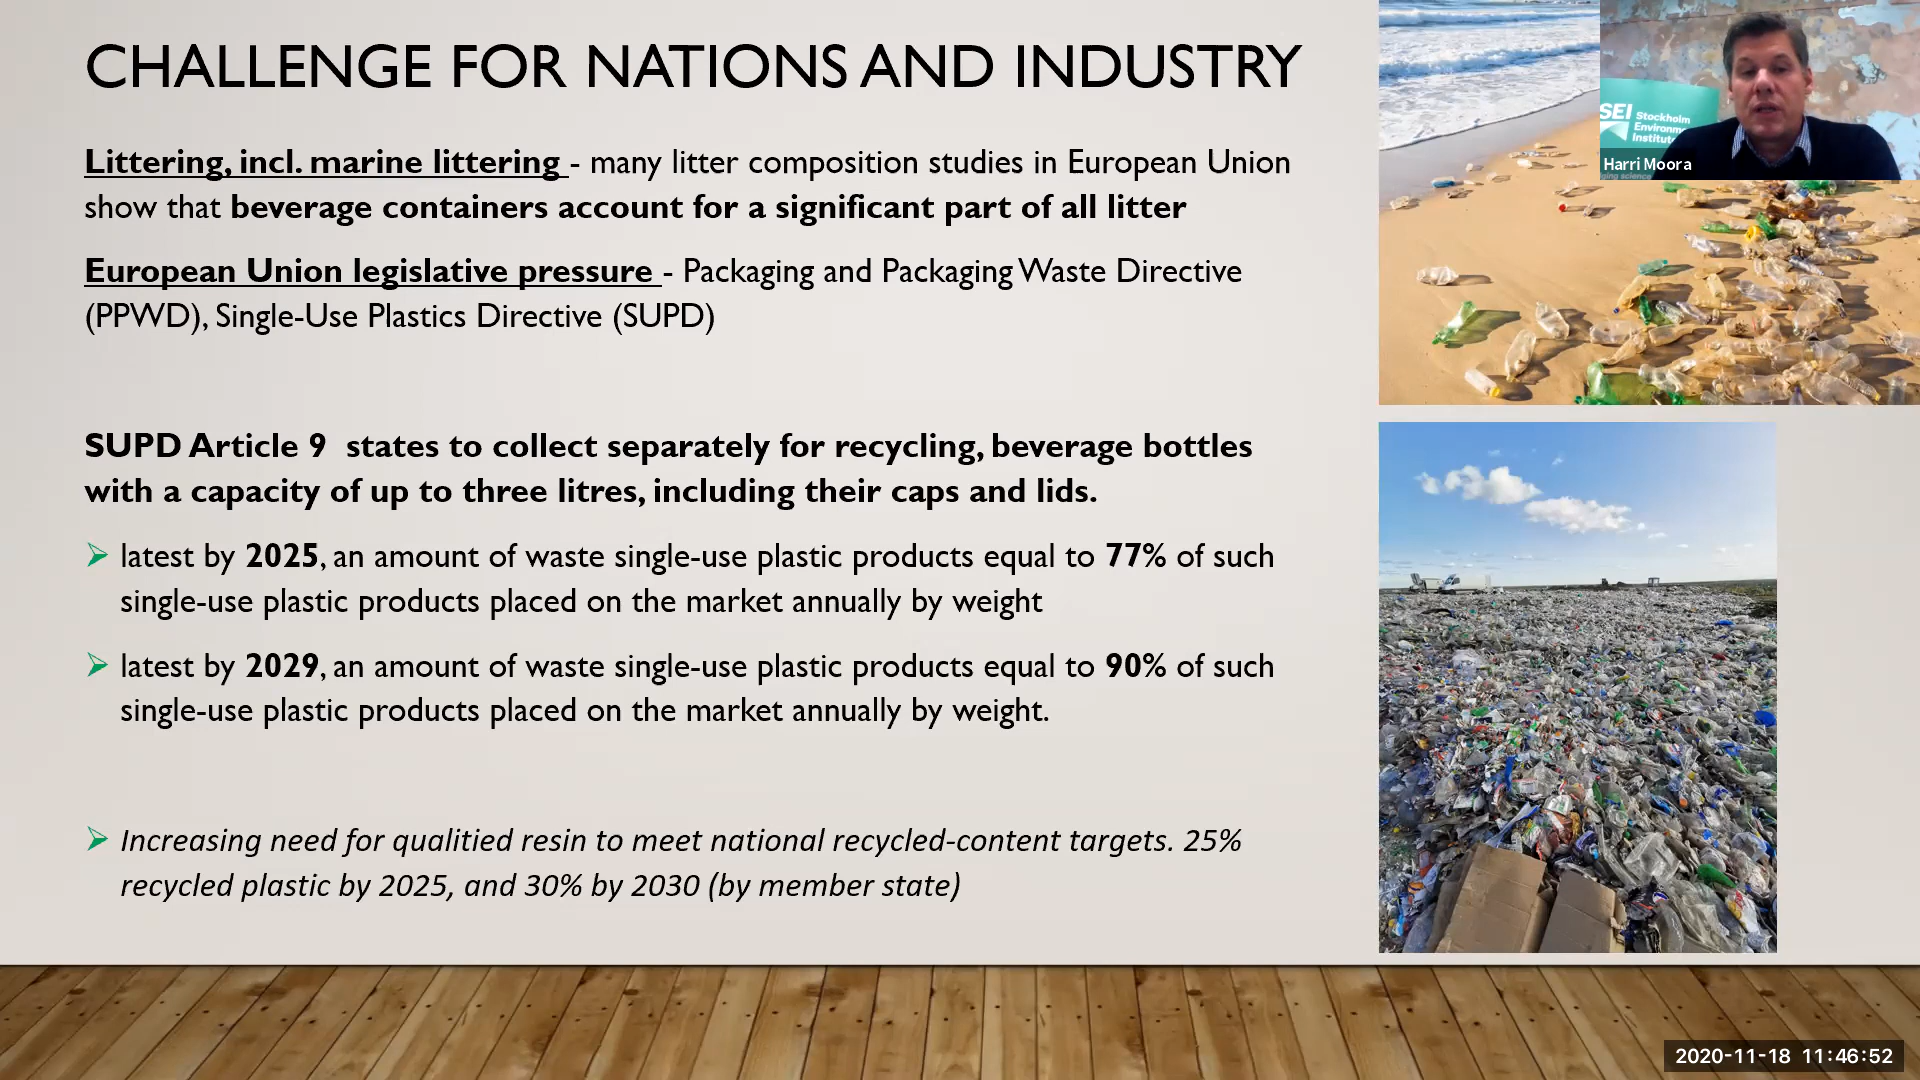 CHALLENGE FOR NATIONS AND INDUSTRY
Littering, incl. marine littering - many litter composition studies in European Union
show that beverage containers account for a significant part of all litter
European Union legislative pressure - Packaging and Packaging Waste Directive
(PPWD), Single-Use Plastics Directive (SUPD)
SUPD Article 9 states to collect separately for recycling, beverage bottles
with a capacity of up to three litres, including their caps and lids.
latest by 2025, an amount of waste single-use plastic products equal to 77% of such
single-use plastic products placed on the market annually by weight
latest by 2029, an amount of waste single-use plastic products equal to 90% of such
single-use plastic products placed on the market annually by weight.
Increasing need for qualitied resin to meet national recycled-content targets. 25%
recycled plastic by 2025, and 30% by 2030 (by member state)
SEI Stockholm
Environm
Institut
Harri Moora
science
2020-11-18 11:46:52